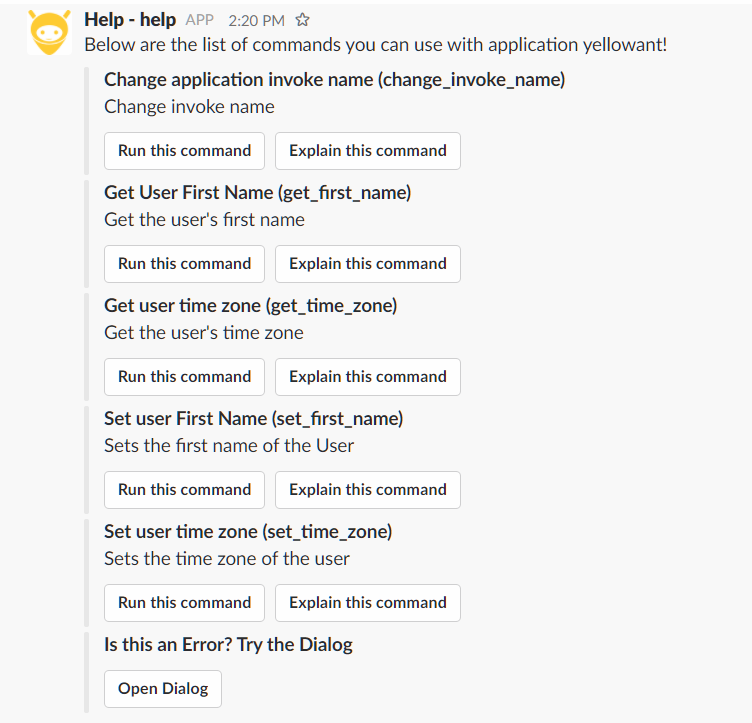 Help - help APP 2:20 PM
Below are the list of commands you can use with application yellowant!
Change application invoke name (change_invoke_name)
Change invoke name
Run this command Explain this command
Get User First Name (get_first_name)
Get the user's first name
Run this command Explain this command
Get user time zone (get_time_zone)
Get the user's time zone
Run this command Explain this command
Set user First Name (set_first_name)
Sets the first name of the User
Run this command Explain this command
Set user time zone (set_time_zone)
Sets the time zone of the user
Run this command Explain this command
Is this an Error? Try the Dialog
Open Dialog